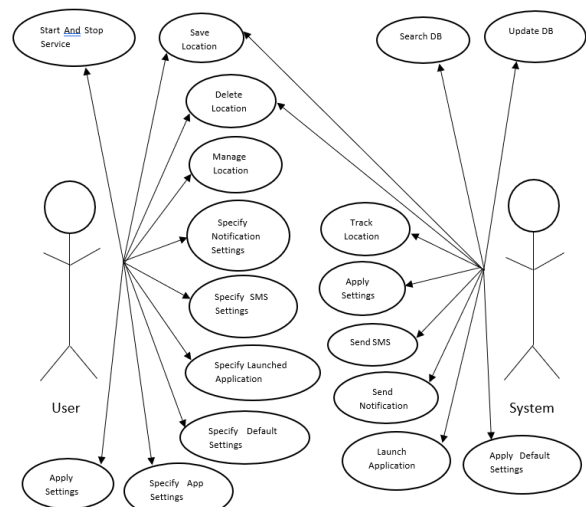 Start And Stop
Service
Save
Location
Search DB
Update DB
Delete
Location
Manage
Location
Specify
Notification
Settings
Track
Location
Specify SMS
Settings
Apply
Settings
Send SMS
Specify Launched
Application
Send
Notification
User
System
Specify Default
Settings
Launch
Application
Apply Default
Settings
Apply
Settings
Specify App
Settings